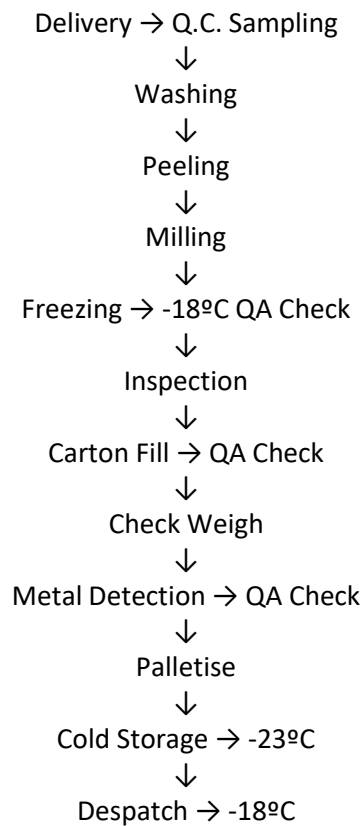 Delivery → Q.C. Sampling
↓
Washing
↓
Peeling
↓
Milling
↓
Freezing → -18ºC QA Check
↓
Inspection
↓
Carton Fill → QA Check
↓
Check Weigh
↓
Metal Detection → QA Check
↓
Palletise
↓
Cold Storage → -23ºC
↓
Despatch → -18ºC